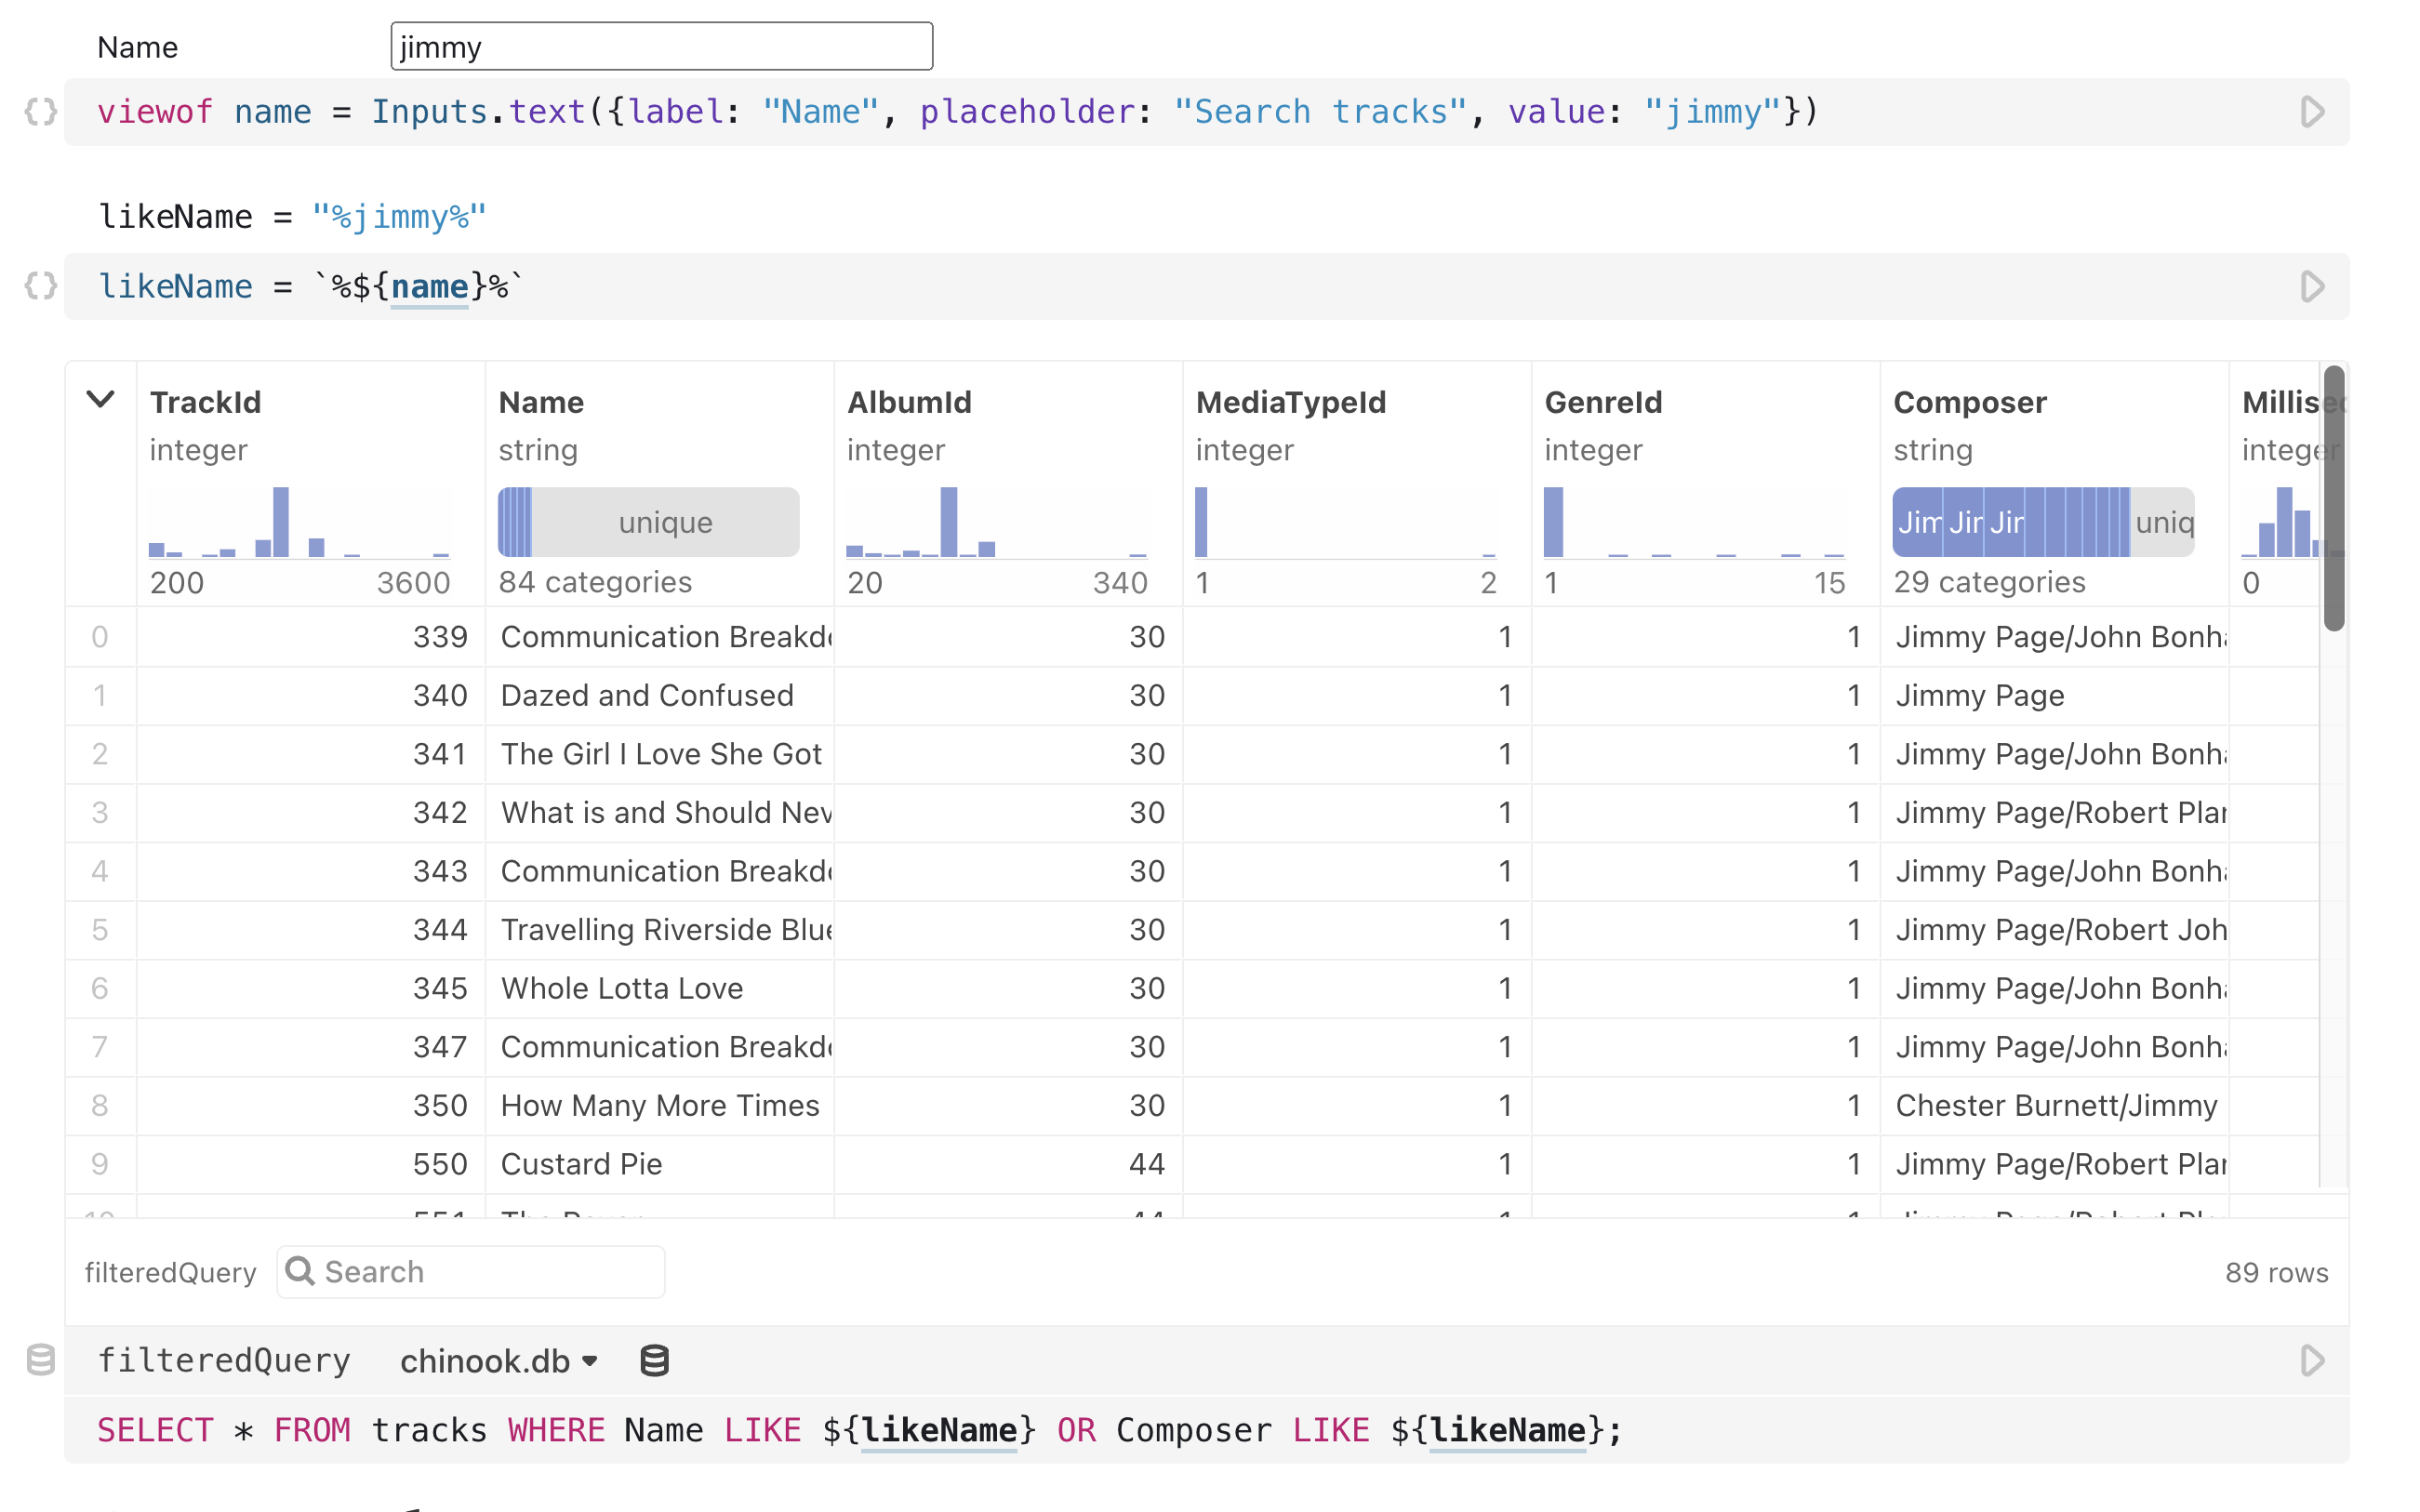 Name jimmy
viewof name = Inputs.text({label: "Name", placeholder: "Search tracks", value: "jimmy"})
likeName = "%jimmy%"
likeName = `%${name}%`
TrackId Name AlbumId MediaTypeId GenreId Composer
integer string integer integer integer string integer
unique Jim Jir Jir uniq
200 3600 84 categories 20 340 1 2 1 15 29 categories 0
0 339 Communication Breakd 30 1 1 Jimmy Page/John Bonh
1 340 Dazed and Confused 30 1 1 Jimmy Page
2 341 The Girl I Love She Got 30 1 1 Jimmy Page/John Bonh
3 342 What is and Should Nev 30 1 1 Jimmy Page/Robert Plan
4 343 Communication Breakd 30 1 1 Jimmy Page/John Bonh
5 344 Travelling Riverside Blue 30 1 1 Jimmy Page/Robert Joh
6 345 Whole Lotta Love 30 1 1 Jimmy Page/John Bonh
7 347 Communication Breakd 30 1 1 Jimmy Page/John Bonh
8 350 How Many More Times 30 1 1 Chester Burnett/Jimmy
9 550 Custard Pie 44 1 1 Jimmy Page/Robert Plan
filteredQuery Search 89 rows
filteredQuery chinook.db
SELECT * FROM tracks WHERE Name LIKE ${likeName} OR Composer LIKE ${likeName};